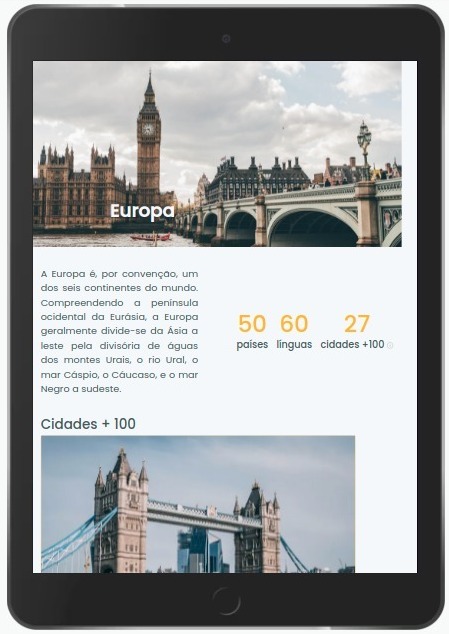 Europa
A Europa é, por convenção, um
dos seis continentes do mundo.
Compreendendo a península
ocidental da Eurásia, a Europa
geralmente divide-se da Ásia a
leste pela divisória de águas
dos montes Urais, o rio Ural, o
mar Cáspio, o Cáucaso, e o mar
Negro a sudeste.
50 60 27
países línguas cidades +100
Cidades + 100